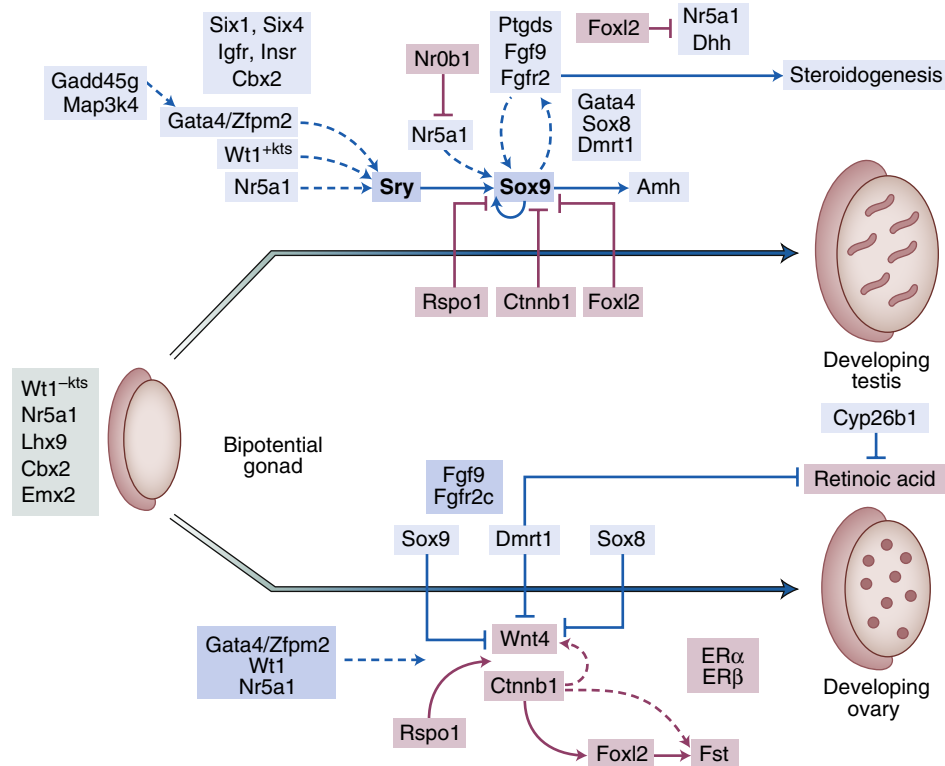 Six1, Six4
Igfr, Insr
Cbx2
Ptgds
Fgf9
Fgfr2
Foxl2
Nr5a1
Dhh
Nr0b1
Gadd45g
Map3k4
Steroidogenesis
Gata4/Zfpm2
Nr5a1
Gata4
Sox8
Dmrt1
Wt1+kts
Nr5a1
Sry
Sox9
Amh
Rspo1
Ctnnb1
Foxl2
Developing
testis
Wt1–kts
Nr5a1
Lhx9
Cbx2
Emx2
Bipotential
gonad
Cyp26b1
Retinoic acid
Fgf9
Fgfr2c
Sox9
Dmrt1
Sox8
Gata4/Zfpm2
Wt1
Nr5a1
Wnt4
ERα
ERβ
Ctnnb1
Rspo1
Foxl2
Fst
Developing
ovary